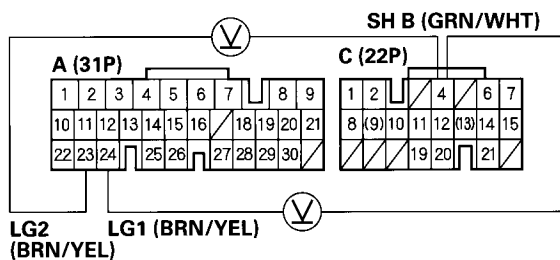 SH B (GRN/WHT)
V
A (31P)
C (22P)
1 2 3 4 5 6 7 8 9
1 2 4 6 7
10 11 12 13 14 15 16 18 19 20 21
8 (9) 10 11 12 (13) 14 15
22 23 24 25 26 27 28 29 30
19 20 21
LG2
(BRN/YEL)
LG1 (BRN/YEL)
V